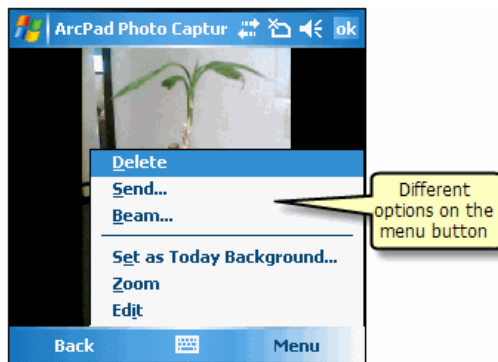 ArcPad Photo Captur
ok
Delete
Send...
Beam...
Set as Today Background...
Zoom
Edit
Different
options on the
menu button
Back
Menu